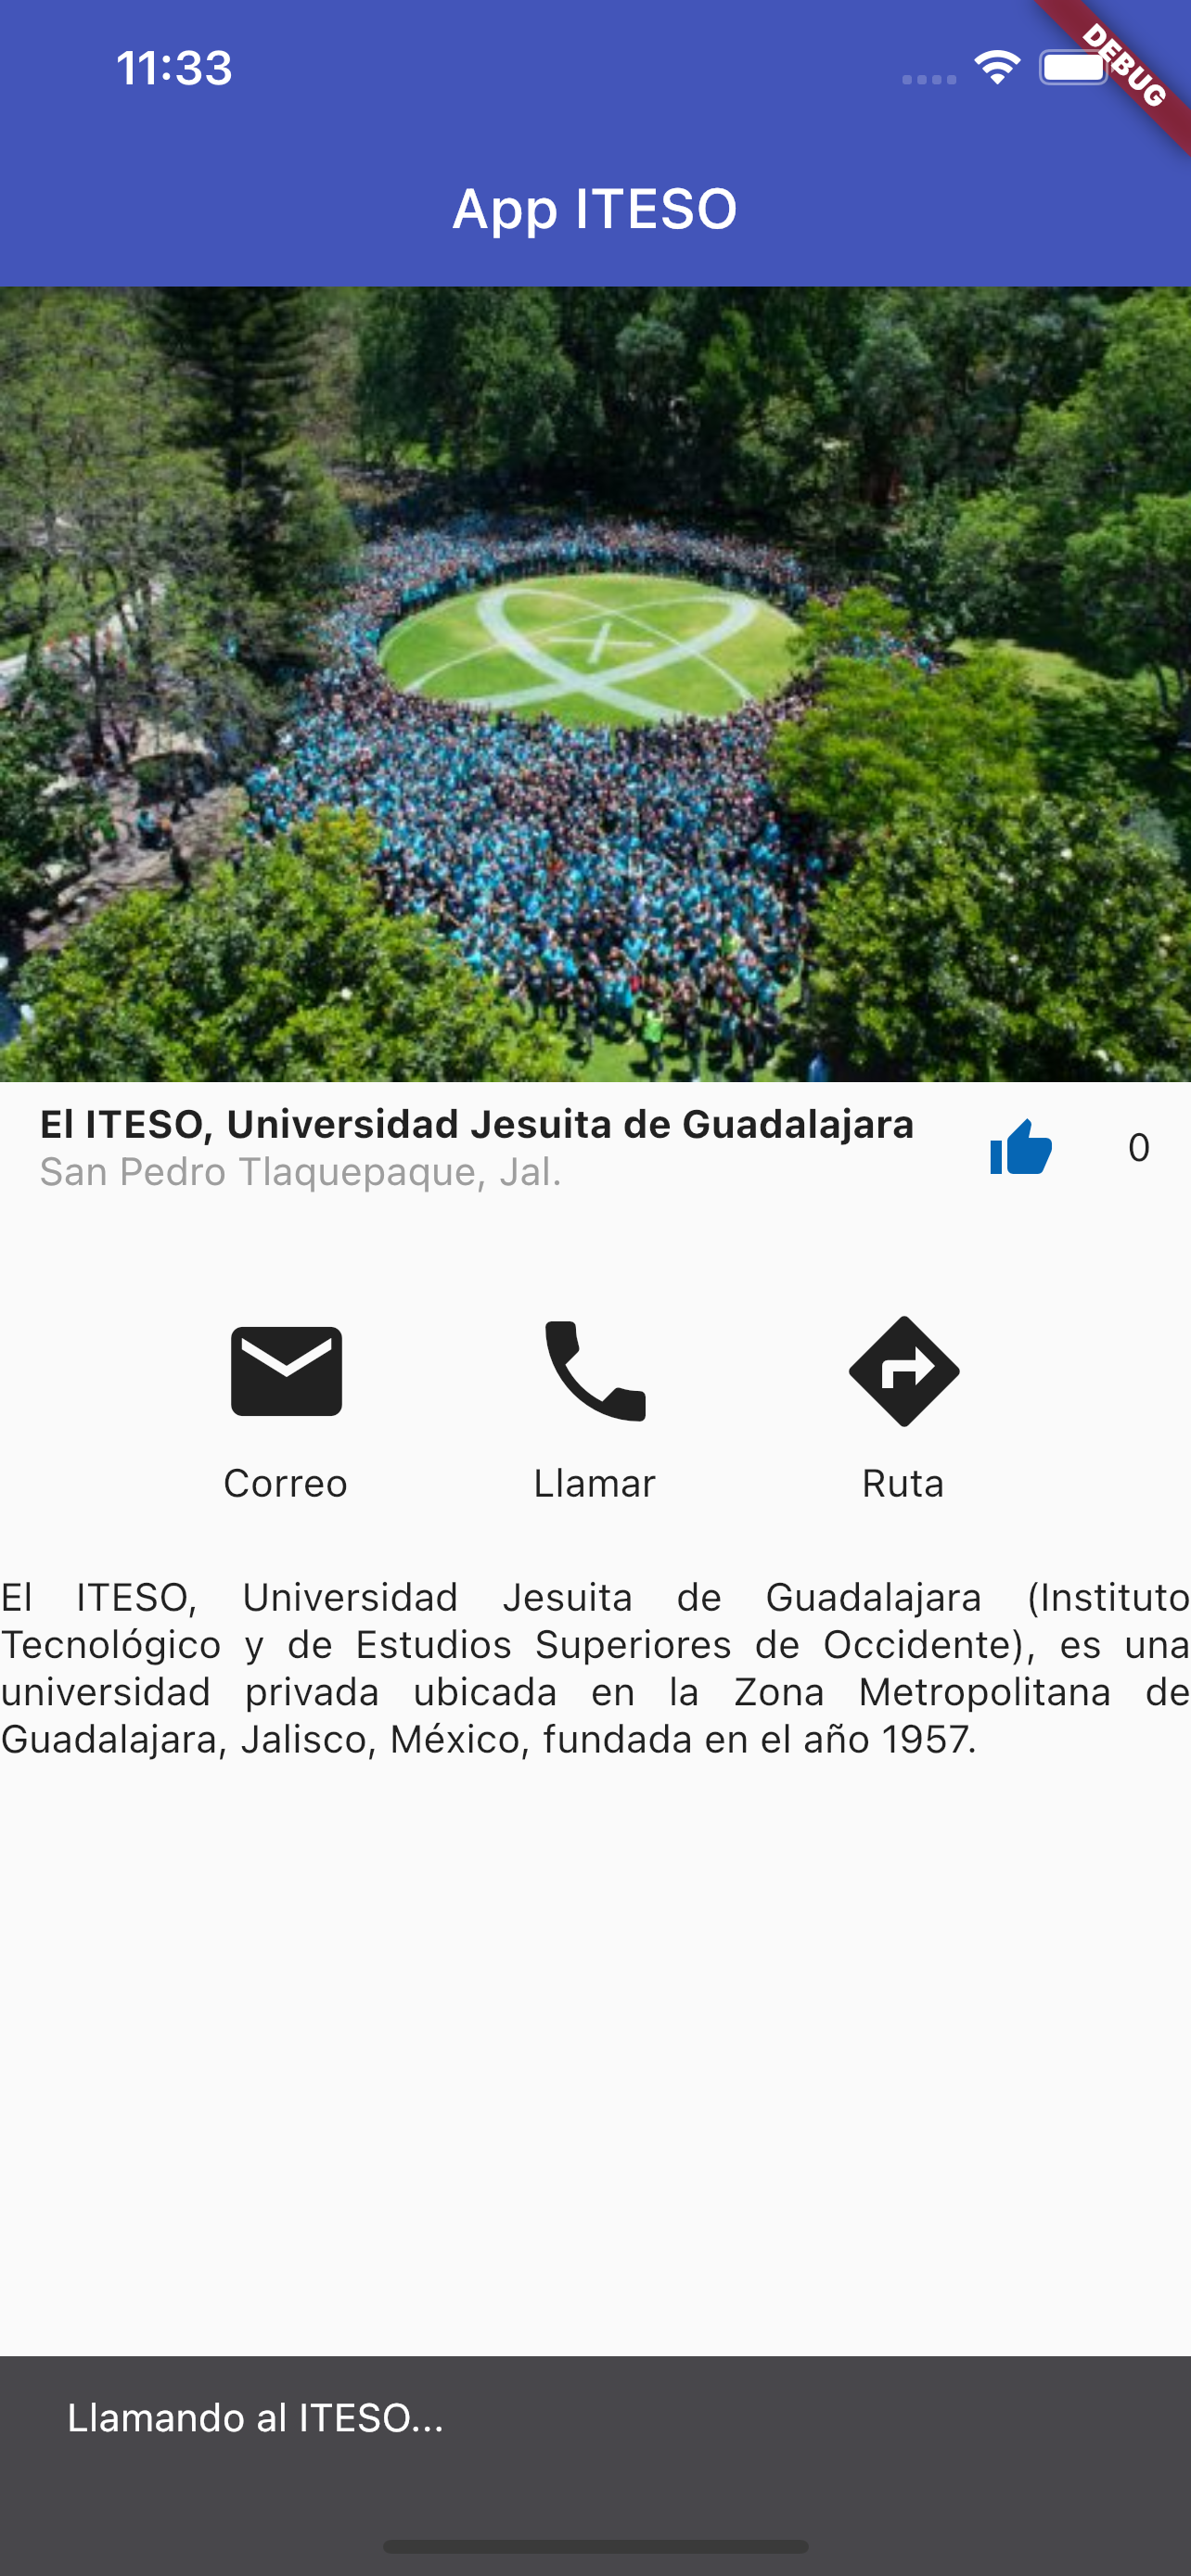 11:33
DEBUG
App ITESO
El ITESO, Universidad Jesuita de Guadalajara
San Pedro Tlaquepaque, Jal.
0
Correo
Llamar
Ruta
El ITESO, Universidad Jesuita de Guadalajara (Instituto
Tecnológico y de Estudios Superiores de Occidente), es una
universidad privada ubicada en la Zona Metropolitana de
Guadalajara, Jalisco, México, fundada en el año 1957.
Llamando al ITESO...